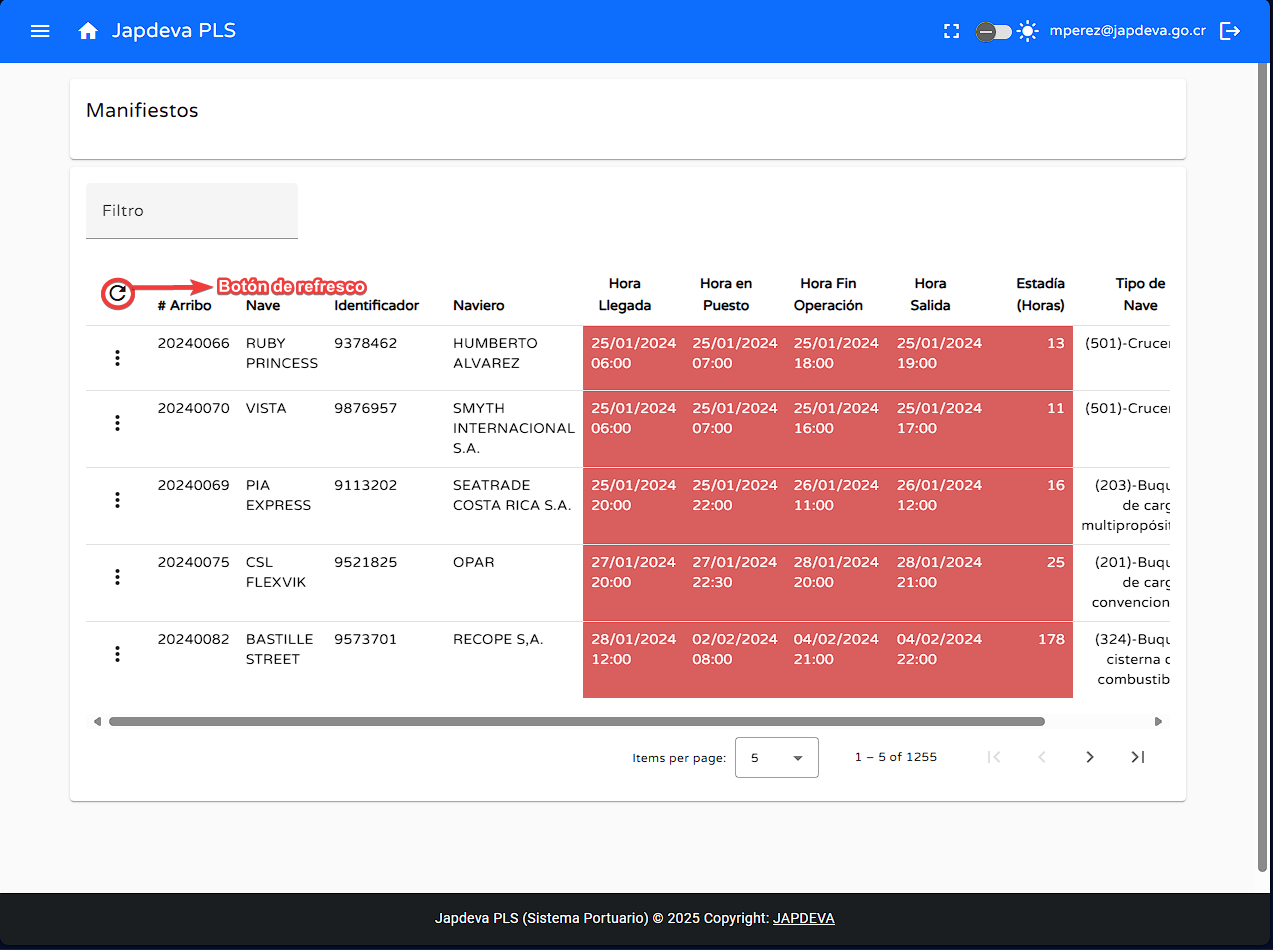 Japdeva PLS
mperez@japdeva.go.cr
Manifiestos
Filtro
Botón de refresco
# Arribo Nave Identificador Naviero Hora Llegada Hora en Puesto Hora Fin Operación Hora Salida Estadía (Horas) Tipo de Nave
20240066 RUBY PRINCESS 9378462 HUMBERTO ALVAREZ 25/01/2024 06:00 25/01/2024 07:00 25/01/2024 18:00 25/01/2024 19:00 13 (501)-Crucer
20240070 VISTA 9876957 SMYTH INTERNACIONAL S.A. 25/01/2024 06:00 25/01/2024 07:00 25/01/2024 16:00 25/01/2024 17:00 11 (501)-Crucer
20240069 PIA EXPRESS 9113202 SEATRADE COSTA RICA S.A. 25/01/2024 20:00 25/01/2024 22:00 26/01/2024 11:00 26/01/2024 12:00 16 (203)-Buqu de carg multipropósit
20240075 CSL FLEXVIK 9521825 OPAR 27/01/2024 20:00 27/01/2024 22:30 28/01/2024 20:00 28/01/2024 21:00 25 (201)-Buqu de carg convencion
20240082 BASTILLE STREET 9573701 RECOPE S,A. 28/01/2024 12:00 02/02/2024 08:00 04/02/2024 21:00 04/02/2024 22:00 178 (324)-Buqu cisterna d combustib
Items per page: 5 1 – 5 of 1255
Japdeva PLS (Sistema Portuario) © 2025 Copyright: JAPDEVA